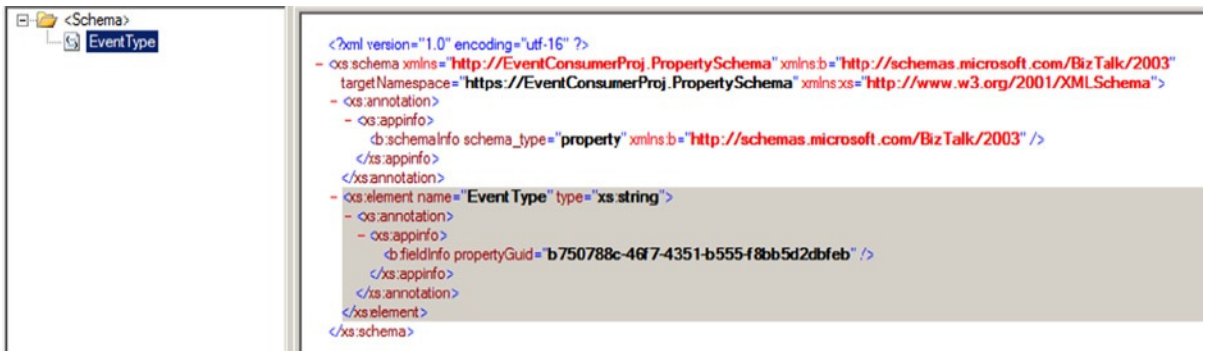 <Schema>
EventType
<?xml version="1.0" encoding="utf-16" ?>
- <xs:schema xmlns="http://EventConsumerProj.PropertySchema" xmlns:b="http://schemas.microsoft.com/BizTalk/2003"
targetNamespace="https://EventConsumerProj.PropertySchema" xmlns:xs="http://www.w3.org/2001/XMLSchema">
- <xs:annotation>
- <xs:appinfo>
<b:schemaInfo schema_type="property" xmlns:b="http://schemas.microsoft.com/BizTalk/2003" />
</xs:appinfo>
</xs:annotation>
- <xs:element name="EventType" type="xs:string">
- <xs:annotation>
- <xs:appinfo>
<b:fieldInfo propertyGuid="b750788c-46f7-4351-b555-f8bb5d2dbfeb" />
</xs:appinfo>
</xs:annotation>
</xs:element>
</xs:schema>